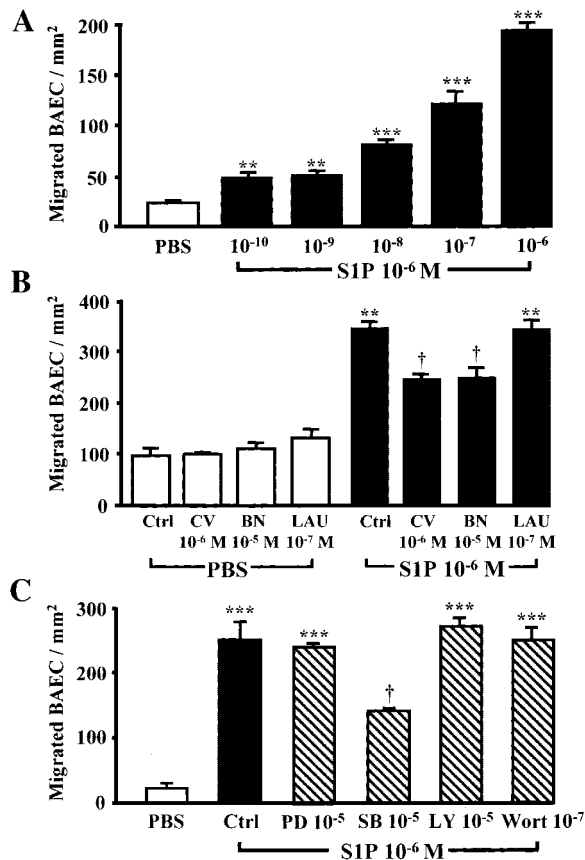 A
Migrated BAEC / mm²
200
150
100
50
0
** ** *** *** ***
PBS 10⁻¹⁰ 10⁻⁹ 10⁻⁸ 10⁻⁷ 10⁻⁶
S1P 10⁻⁶ M
B
Migrated BAEC / mm²
400
300
200
100
0
** † † **
Ctrl CV BN LAU Ctrl CV BN LAU
10⁻⁶ M 10⁻⁵ M 10⁻⁷ M 10⁻⁶ M 10⁻⁵ M 10⁻⁷ M
PBS S1P 10⁻⁶ M
C
Migrated BAEC / mm²
300
200
100
0
*** *** † *** ***
PBS Ctrl PD 10⁻⁵ SB 10⁻⁵ LY 10⁻⁵ Wort 10⁻⁷
S1P 10⁻⁶ M